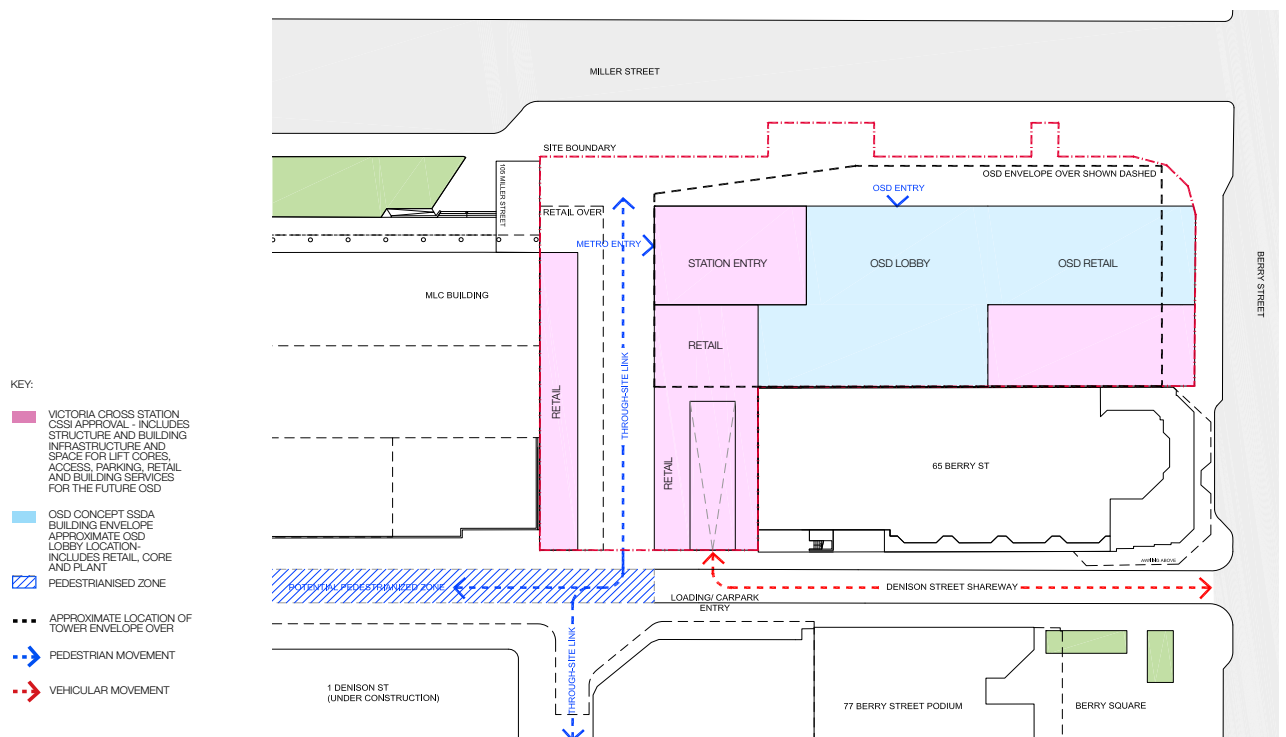 MILLER STREET
SITE BOUNDARY
105 MILLER STREET
OSD ENVELOPE OVER SHOWN DASHED
OSD ENTRY
RETAIL OVER
METRO ENTRY
STATION ENTRY
OSD LOBBY
OSD RETAIL
BERRY STREET
MLC BUILDING
RETAIL
THROUGH-SITE LINK
RETAIL
RETAIL
65 BERRY ST
AWNING ABOVE
KEY:
VICTORIA CROSS STATION
CSSI APPROVAL - INCLUDES
STRUCTURE AND BUILDING
INFRASTRUCTURE AND
SPACE FOR LIFT CORES,
ACCESS, PARKING, RETAIL
AND BUILDING SERVICES
FOR THE FUTURE OSD
OSD CONCEPT SSDA
BUILDING ENVELOPE
APPROXIMATE OSD
LOBBY LOCATION-
INCLUDES RETAIL, CORE
AND PLANT
PEDESTRIANISED ZONE
APPROXIMATE LOCATION OF
TOWER ENVELOPE OVER
PEDESTRIAN MOVEMENT
VEHICULAR MOVEMENT
POTENTIAL PEDESTRIANIZED ZONE
DENISON STREET SHAREWAY
LOADING/ CARPARK
ENTRY
THROUGH-SITE LINK
1 DENISON ST
(UNDER CONSTRUCTION)
77 BERRY STREET PODIUM
BERRY SQUARE